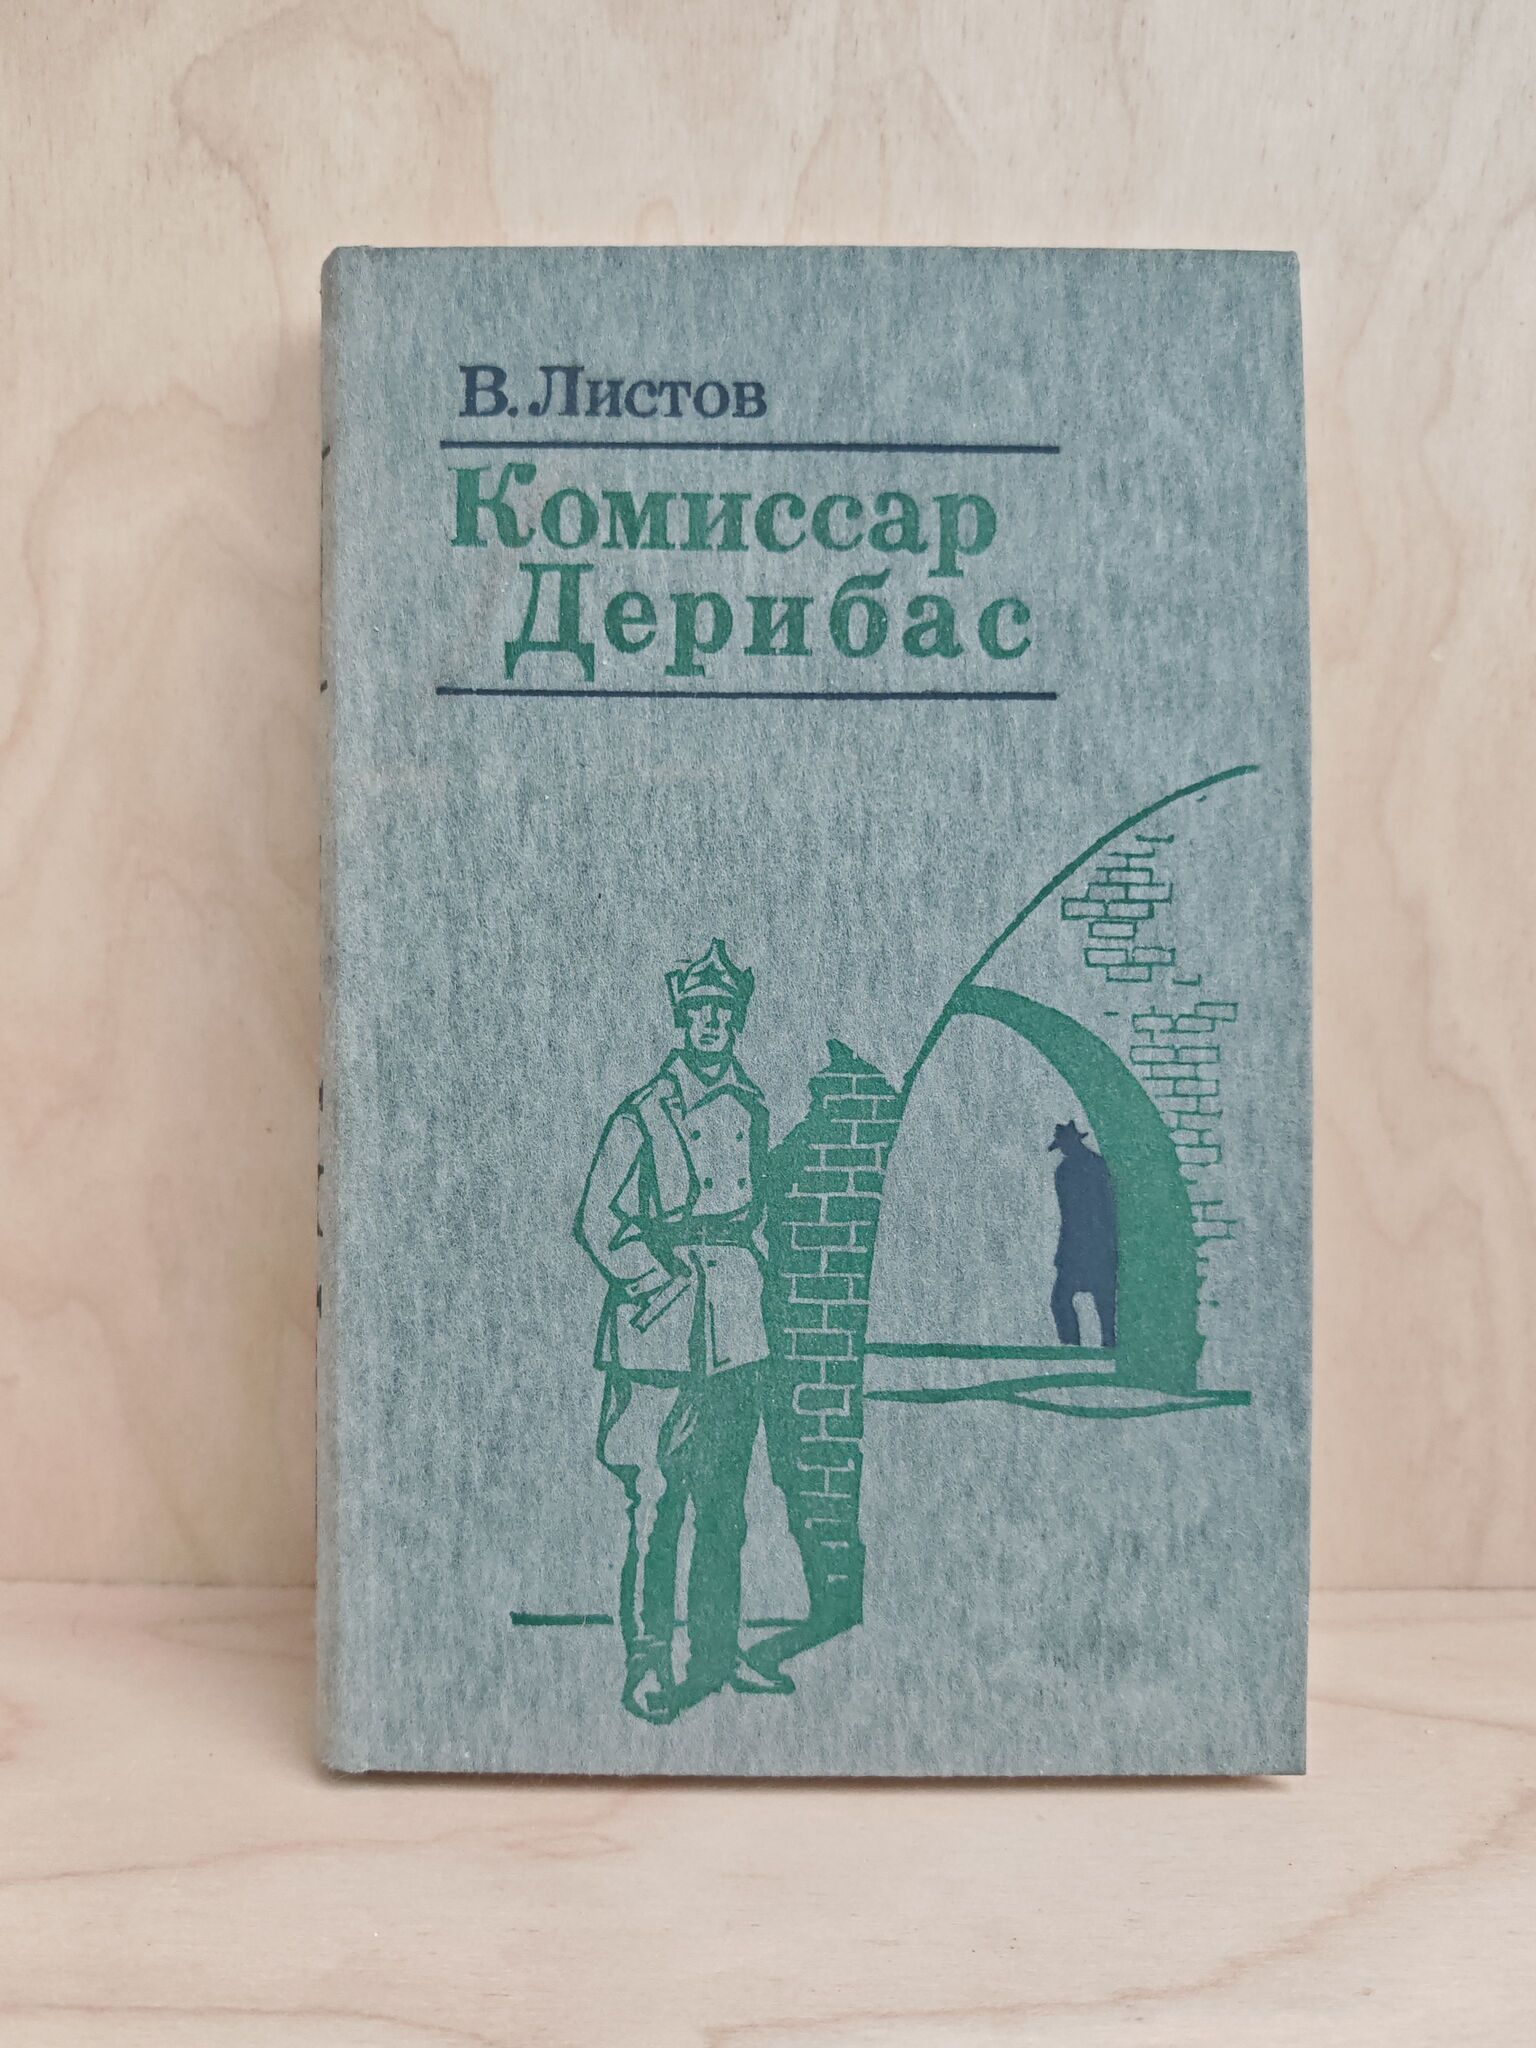 В. Листов
Комиссар
Дерибас